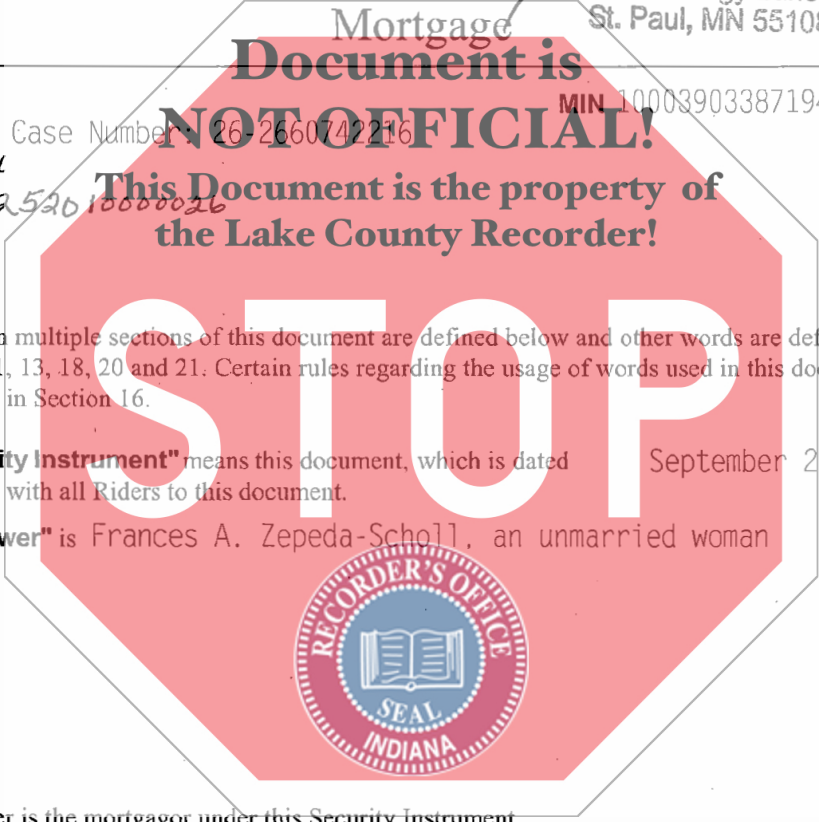 Mortgage
St. Paul, MN 55108
Document is
MIN 1000390338719
NOT OFFICIAL!
Case Number: 26-2660742216
This Document is the property of
252010000026
the Lake County Recorder!
multiple sections of this document are defined below and other words are def
, 13, 18, 20 and 21. Certain rules regarding the usage of words used in this do
in Section 16.
STOP
ity Instrument" means this document, which is dated September 2
with all Riders to this document.
wer" is Frances A. Zepeda-Scholl, an unmarried woman
RECORDER'S OFFICE
SEAL
INDIANA
er is the mortgagor under this Security Instrument